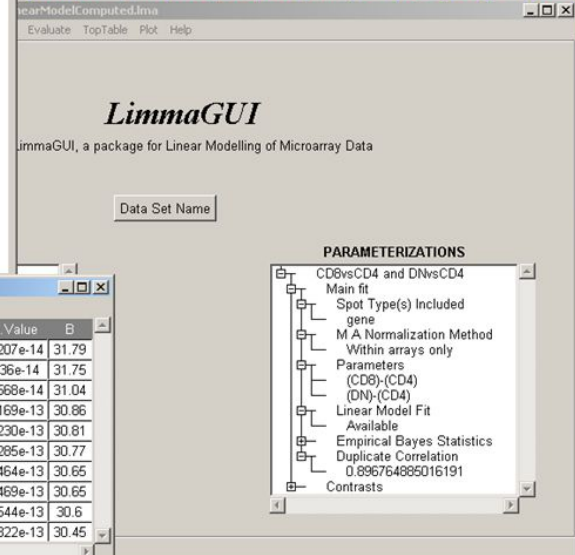 nearModelComputed.lma
Evaluate TopTable Plot Help
LimmaGUI
LimmaGUI, a package for Linear Modelling of Microarray Data
Data Set Name
PARAMETERIZATIONS
CD8vsCD4 and DNvsCD4
Main fit
Spot Type(s) Included
gene
M A Normalization Method
Within arrays only
Parameters
(CD8)-(CD4)
(DN)-(CD4)
Linear Model Fit
Available
Empirical Bayes Statistics
Duplicate Correlation
0.896764885016191
Contrasts
.Value B
207e-14 31.79
36e-14 31.75
568e-14 31.04
169e-13 30.86
230e-13 30.81
285e-13 30.77
464e-13 30.65
469e-13 30.65
544e-13 30.6
322e-13 30.45